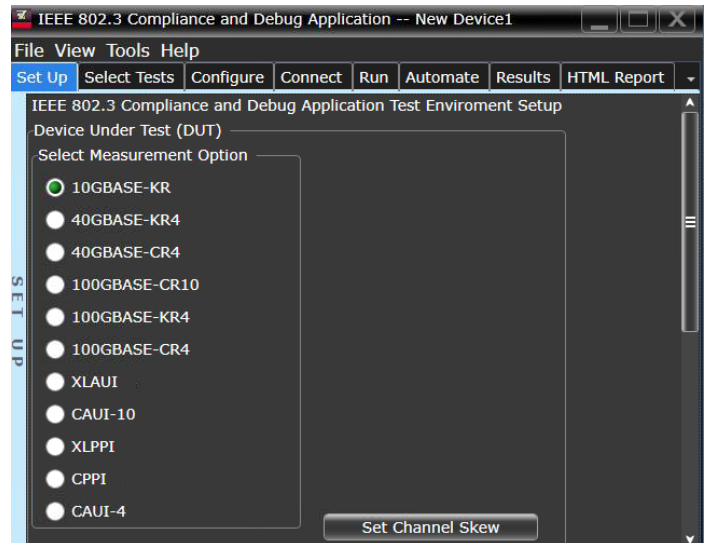 IEEE 802.3 Compliance and Debug Application -- New Device1
File View Tools Help
Set Up Select Tests Configure Connect Run Automate Results HTML Report
IEEE 802.3 Compliance and Debug Application Test Enviroment Setup
Device Under Test (DUT)
Select Measurement Option
10GBASE-KR
40GBASE-KR4
40GBASE-CR4
100GBASE-CR10
100GBASE-KR4
100GBASE-CR4
XLAUI
CAUI-10
XLPPI
CPPI
CAUI-4
Set Channel Skew
SET UP